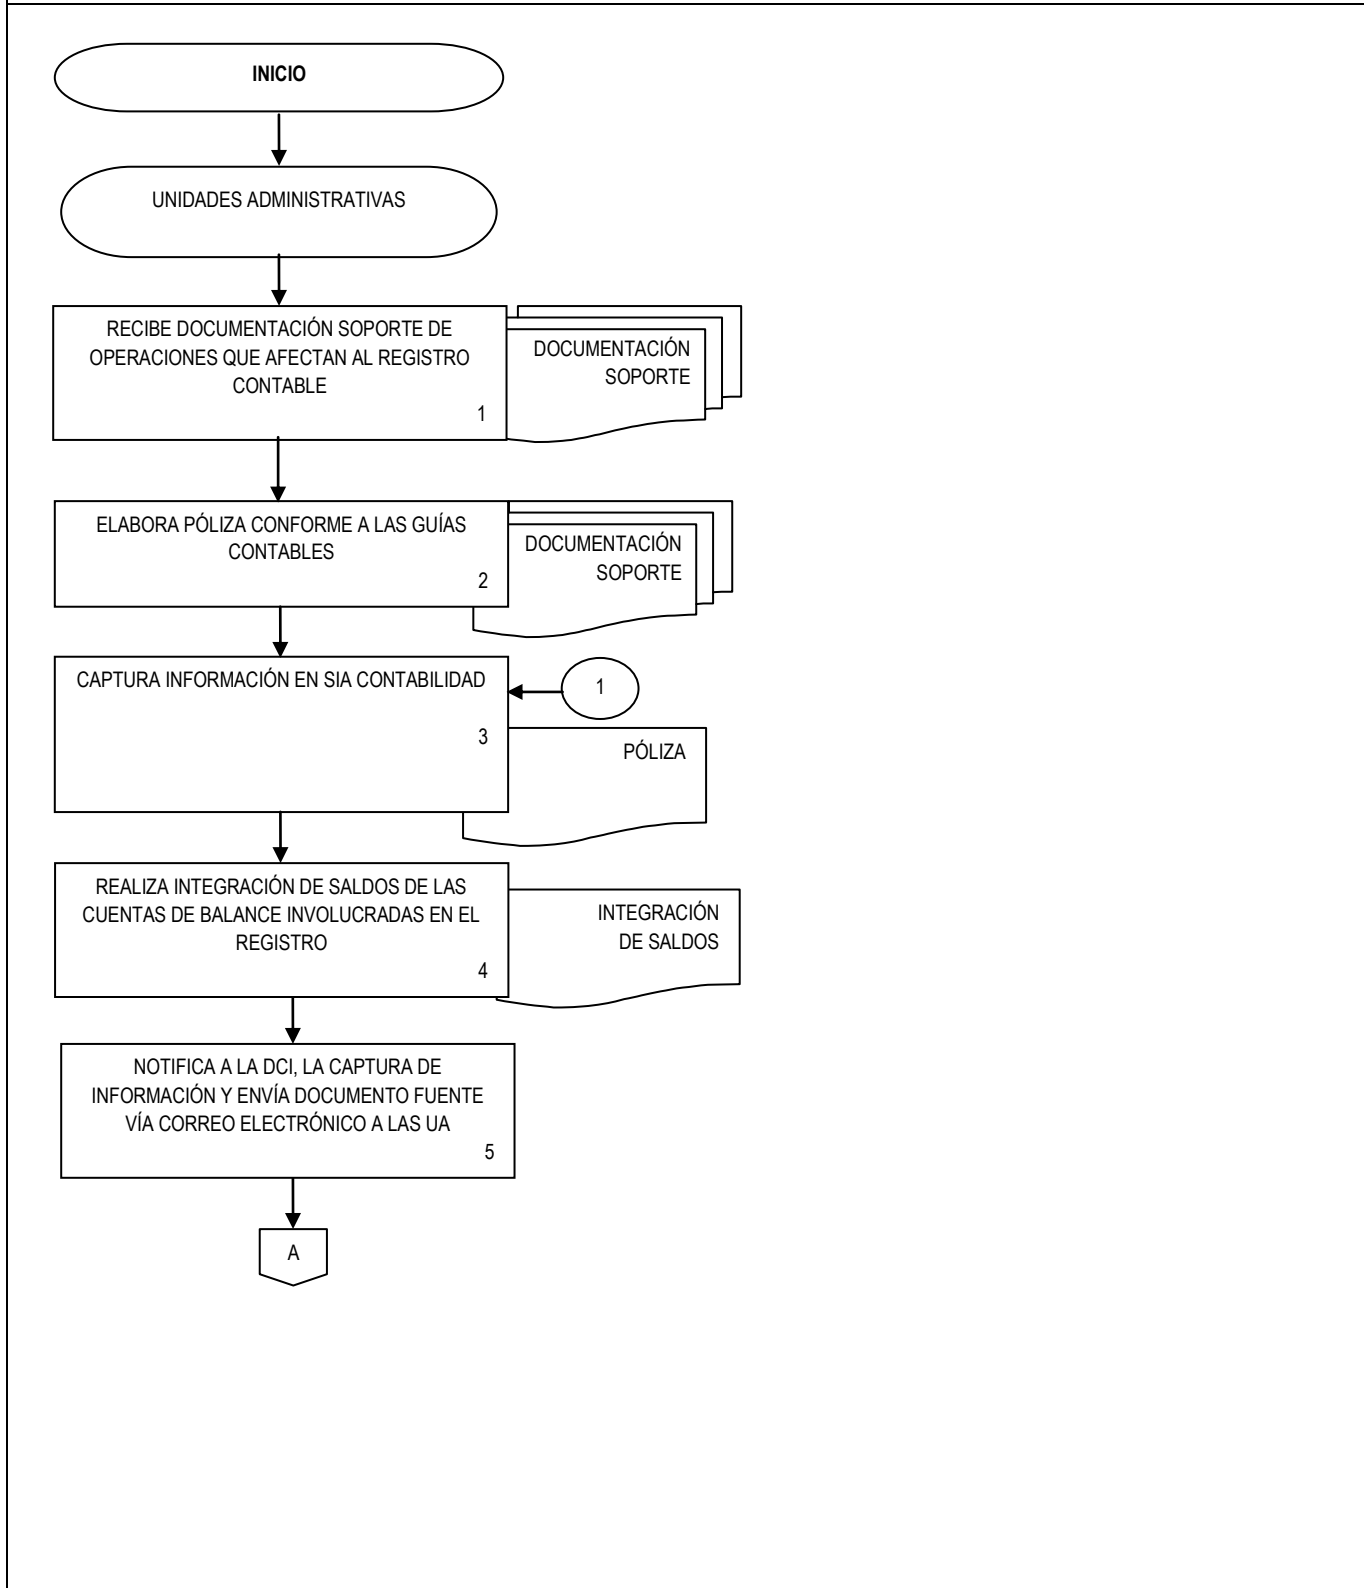 INICIO
UNIDADES ADMINISTRATIVAS
RECIBE DOCUMENTACIÓN SOPORTE DE
OPERACIONES QUE AFECTAN AL REGISTRO
CONTABLE
1
DOCUMENTACIÓN
SOPORTE
ELABORA PÓLIZA CONFORME A LAS GUÍAS
CONTABLES
2
DOCUMENTACIÓN
SOPORTE
CAPTURA INFORMACIÓN EN SIA CONTABILIDAD
3
1
PÓLIZA
REALIZA INTEGRACIÓN DE SALDOS DE LAS
CUENTAS DE BALANCE INVOLUCRADAS EN EL
REGISTRO
4
INTEGRACIÓN
DE SALDOS
NOTIFICA A LA DCI, LA CAPTURA DE
INFORMACIÓN Y ENVÍA DOCUMENTO FUENTE
VÍA CORREO ELECTRÓNICO A LAS UA
5
A